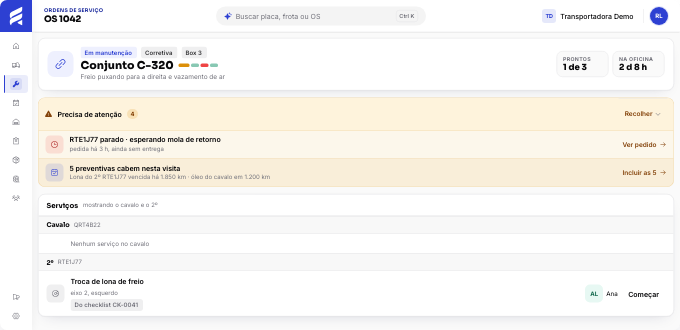 ORDENS DE SERVIÇO
OS 1042
Buscar placa, frota ou OS
Ctrl K
TD Transportadora Demo RL
Em manutenção Corretiva Box 3
Conjunto C-320
Freio puxando para a direita e vazamento de ar
PRONTOS
1 de 3
NA OFICINA
2 d 8 h
Precisa de atenção 4
Recolher
RTE1J77 parado · esperando mola de retorno
pedida há 3 h, ainda sem entrega
Ver pedido →
5 preventivas cabem nesta visita
Lona do 2º RTE1J77 vencida há 1.850 km · óleo do cavalo em 1.200 km
Incluir as 5 →
Serviços mostrando o cavalo e o 2º
Cavalo QRT4B22
Nenhum serviço no cavalo
2º RTE1J77
Troca de lona de freio
eixo 2, esquerdo
Do checklist CK-0041
AL Ana Começar